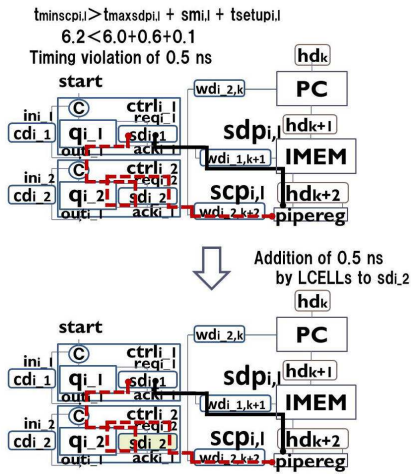 tminscpi,l > tmaxsdpi,l + smi,l + tsetupi,l
6.2<6.0+0.6+0.1
Timing violation of 0.5 ns
start
hdk
ini_1
C
ctrli_1
wdi_2,k
PC
cdi_1
qi_1
reqi_1
sdi_1
sdpi,l
hdk+1
outi_1
acki_1
wdi_1,k+1
IMEM
ini_2
C
ctrli_2
reqi_2
scpi,l
hdk+2
cdi_2
qi_2
sdi_2
wdi_2,k+2
pipereg
outi_2
acki_1
Addition of 0.5 ns
by LCELLs to sdi_2
hdk
start
ini_1
C
ctrli_1
wdi_2,k
PC
cdi_1
qi_1
reqi_1
sdi_1
sdpi,l
hdk+1
outi_1
acki_1
wdi_1,k+1
IMEM
ini_2
C
ctrli_2
reqi_2
scpi,l
hdk+2
cdi_2
qi_2
sdi_2
wdi_2,k+2
pipereg
outi_1
acki_1